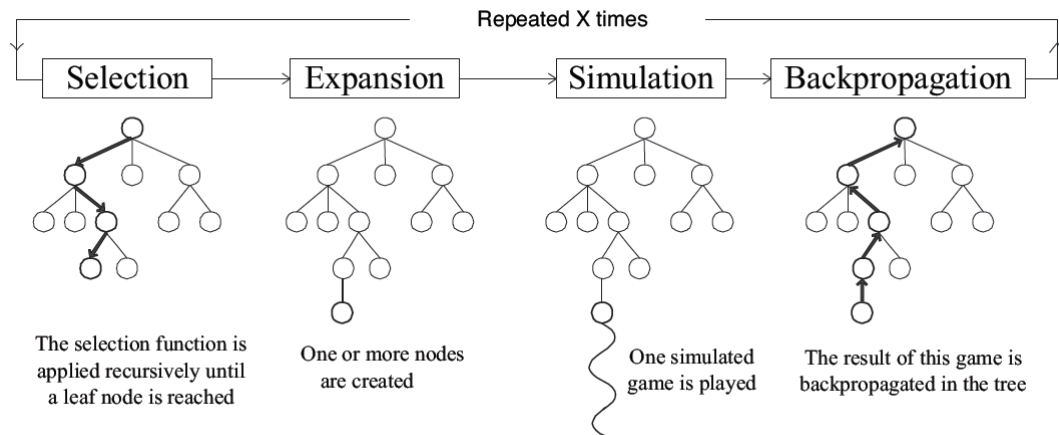 Repeated X times
Selection
Expansion
Simulation
Backpropagation
The selection function is
applied recursively until
a leaf node is reached
One or more nodes
are created
One simulated
game is played
The result of this game is
backpropagated in the tree